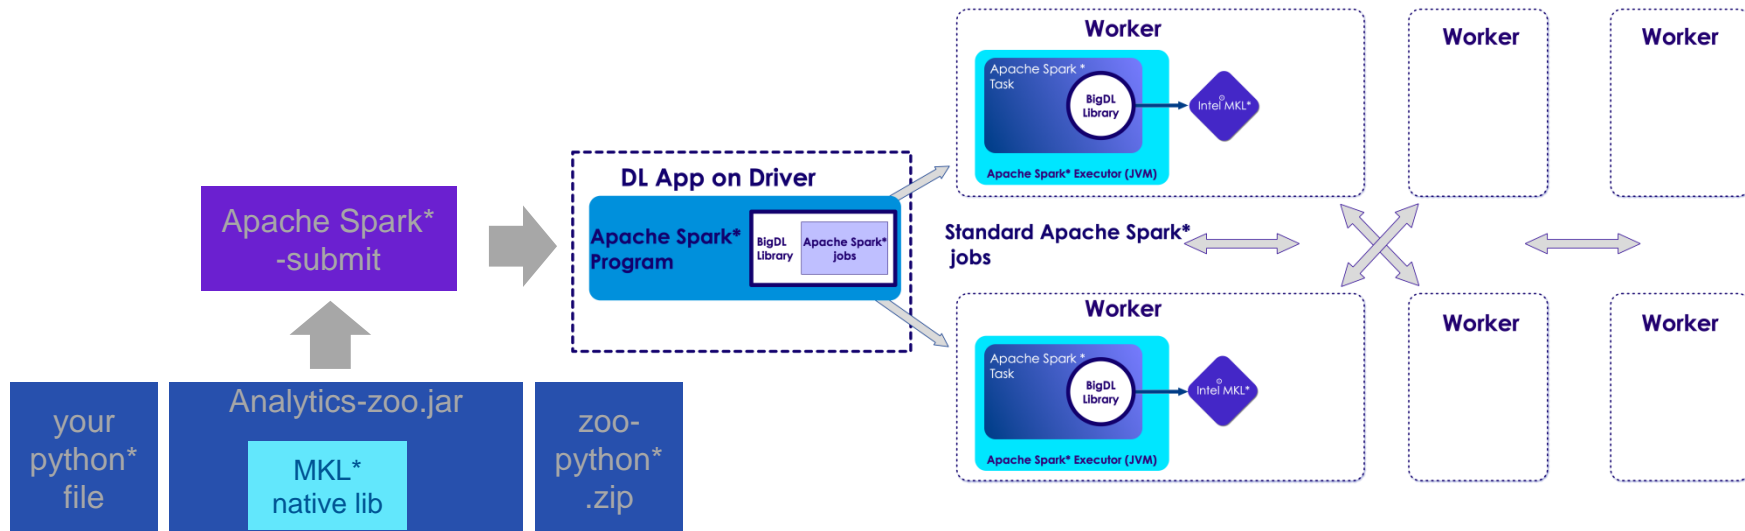 Apache Spark*
-submit
your
python*
file
Analytics-zoo.jar
MKL*
native lib
zoo-
python*
.zip
DL App on Driver
Apache Spark*
Program
BigDL
Library
Apache Spark*
jobs
Standard Apache Spark*
jobs
Worker
Apache Spark *
Task
BigDL
Library
Intel MKL*
Apache Spark* Executor (JVM)
Worker
Worker
Worker
Apache Spark *
Task
BigDL
Library
Intel MKL*
Apache Spark* Executor (JVM)
Worker
Worker